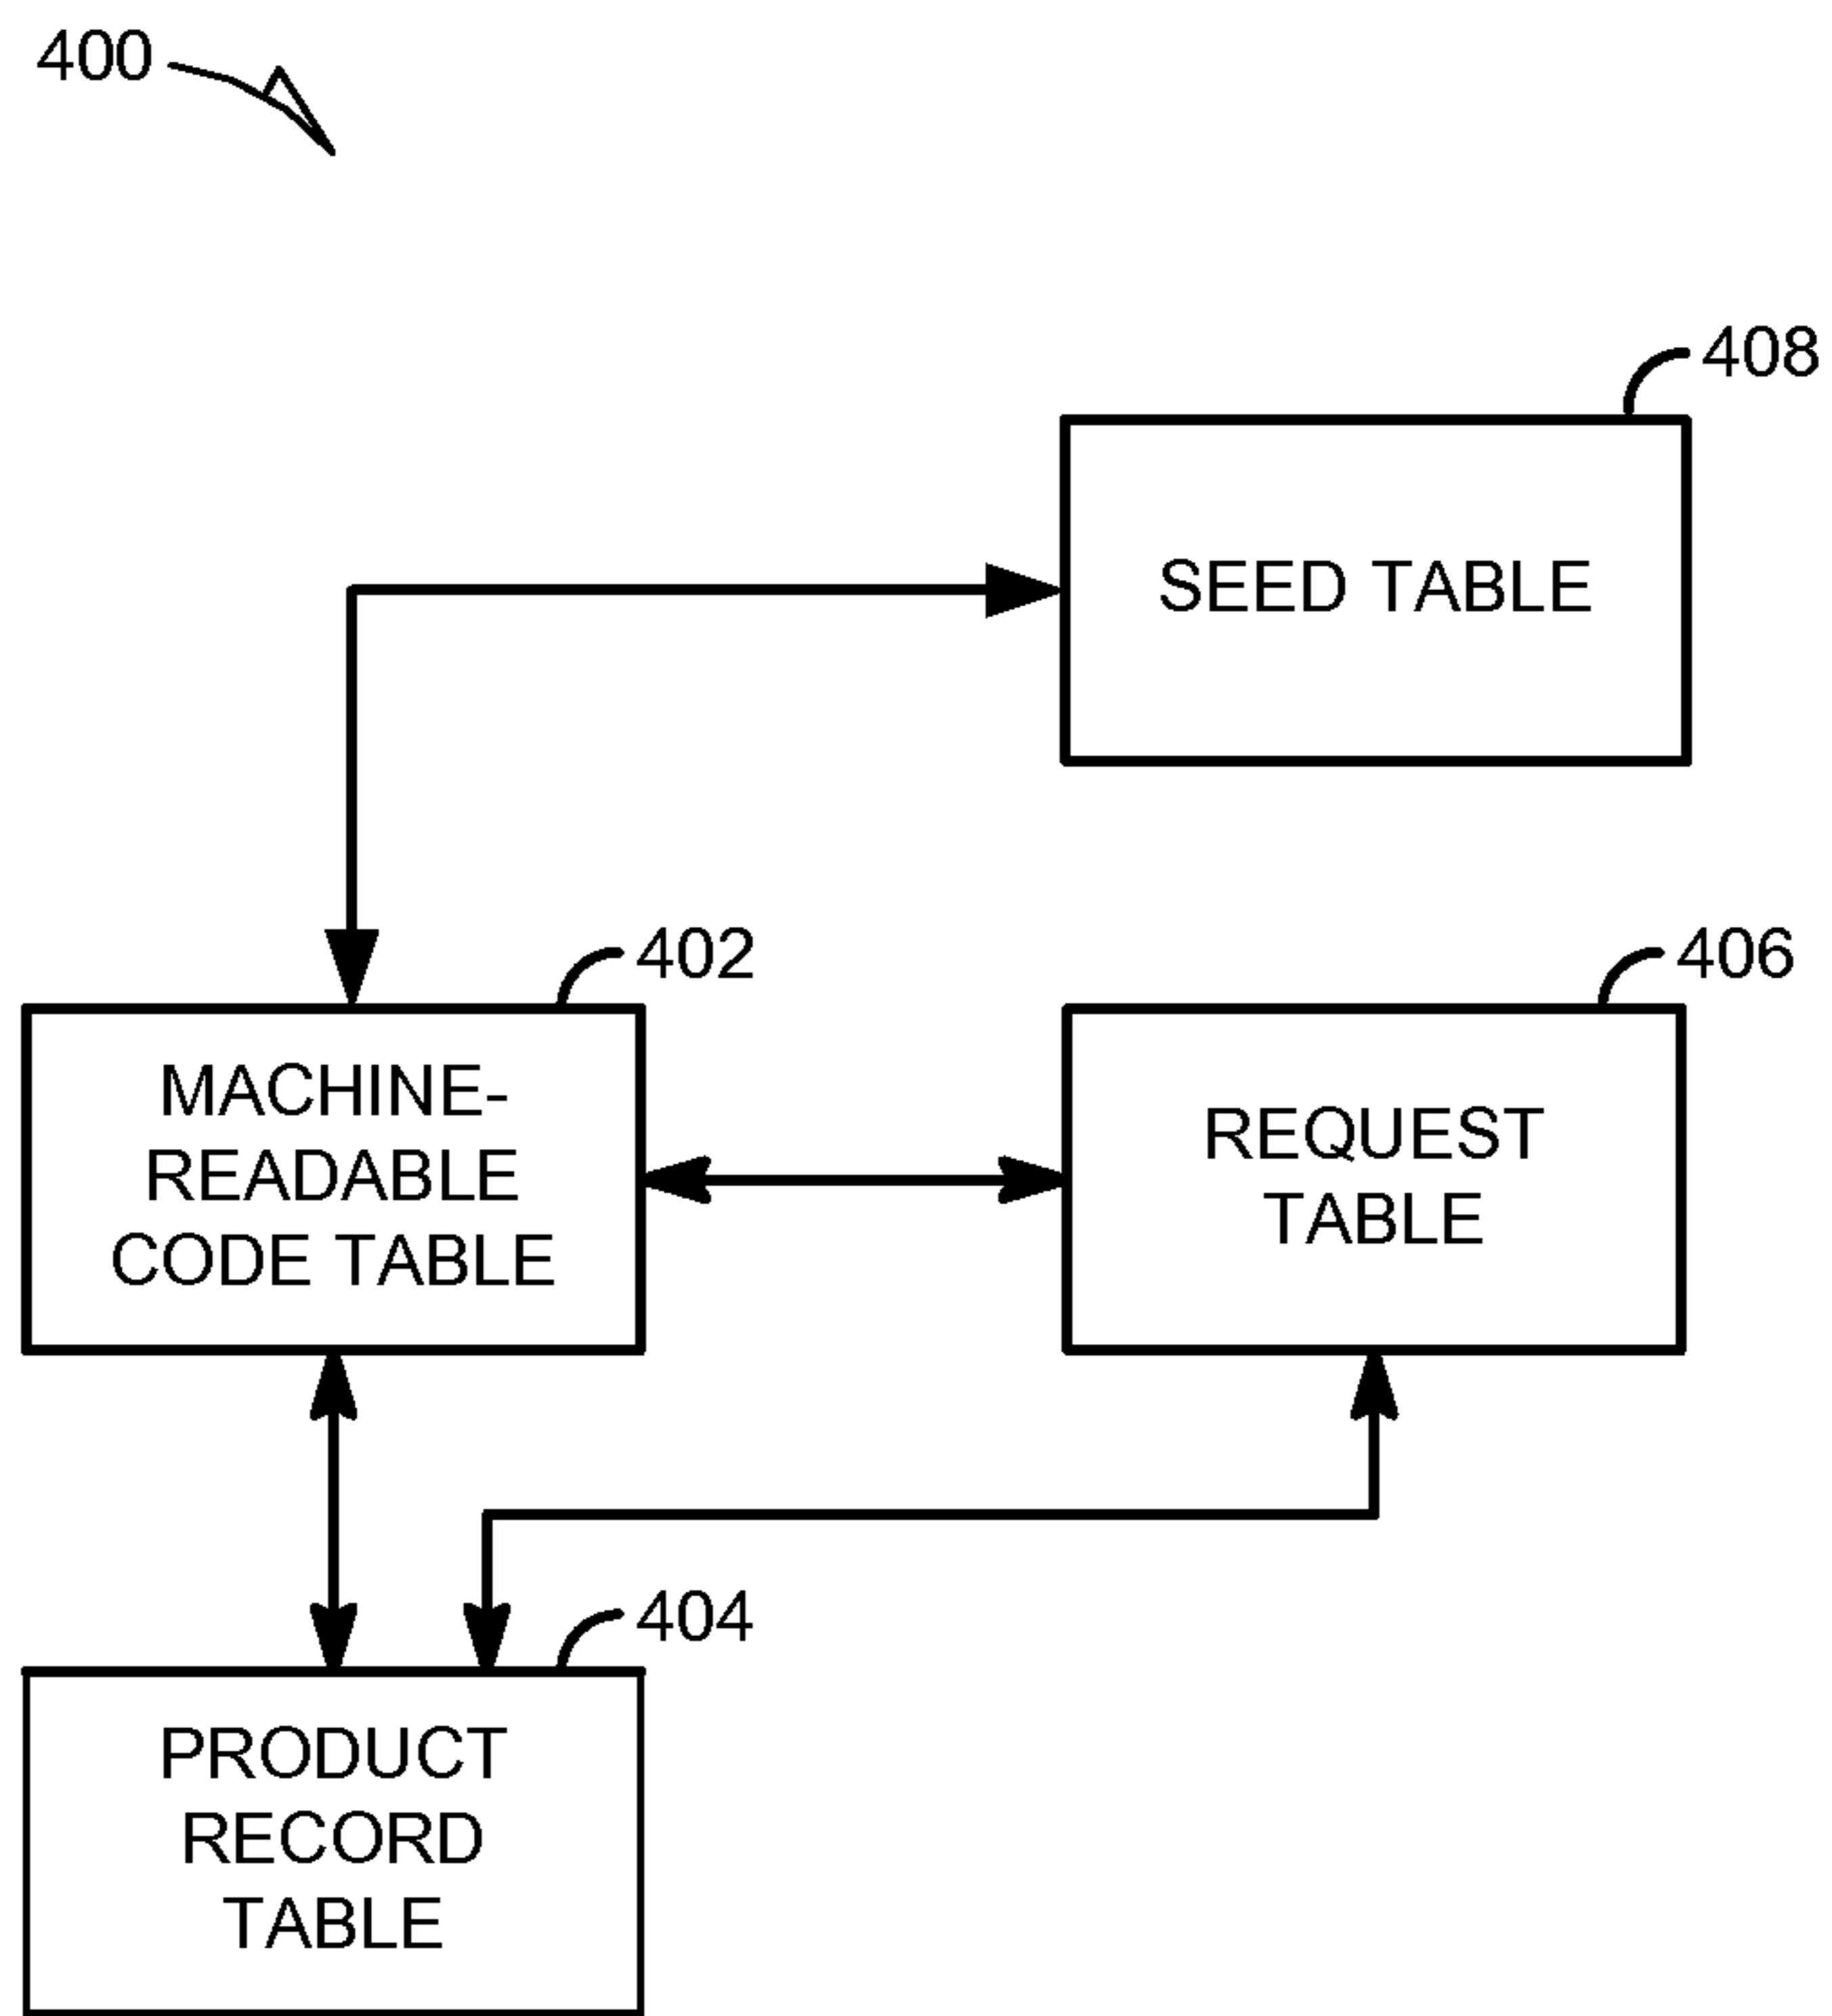 400
408
SEED TABLE
402
406
MACHINE-
READABLE
CODE TABLE
REQUEST
TABLE
404
PRODUCT
RECORD
TABLE